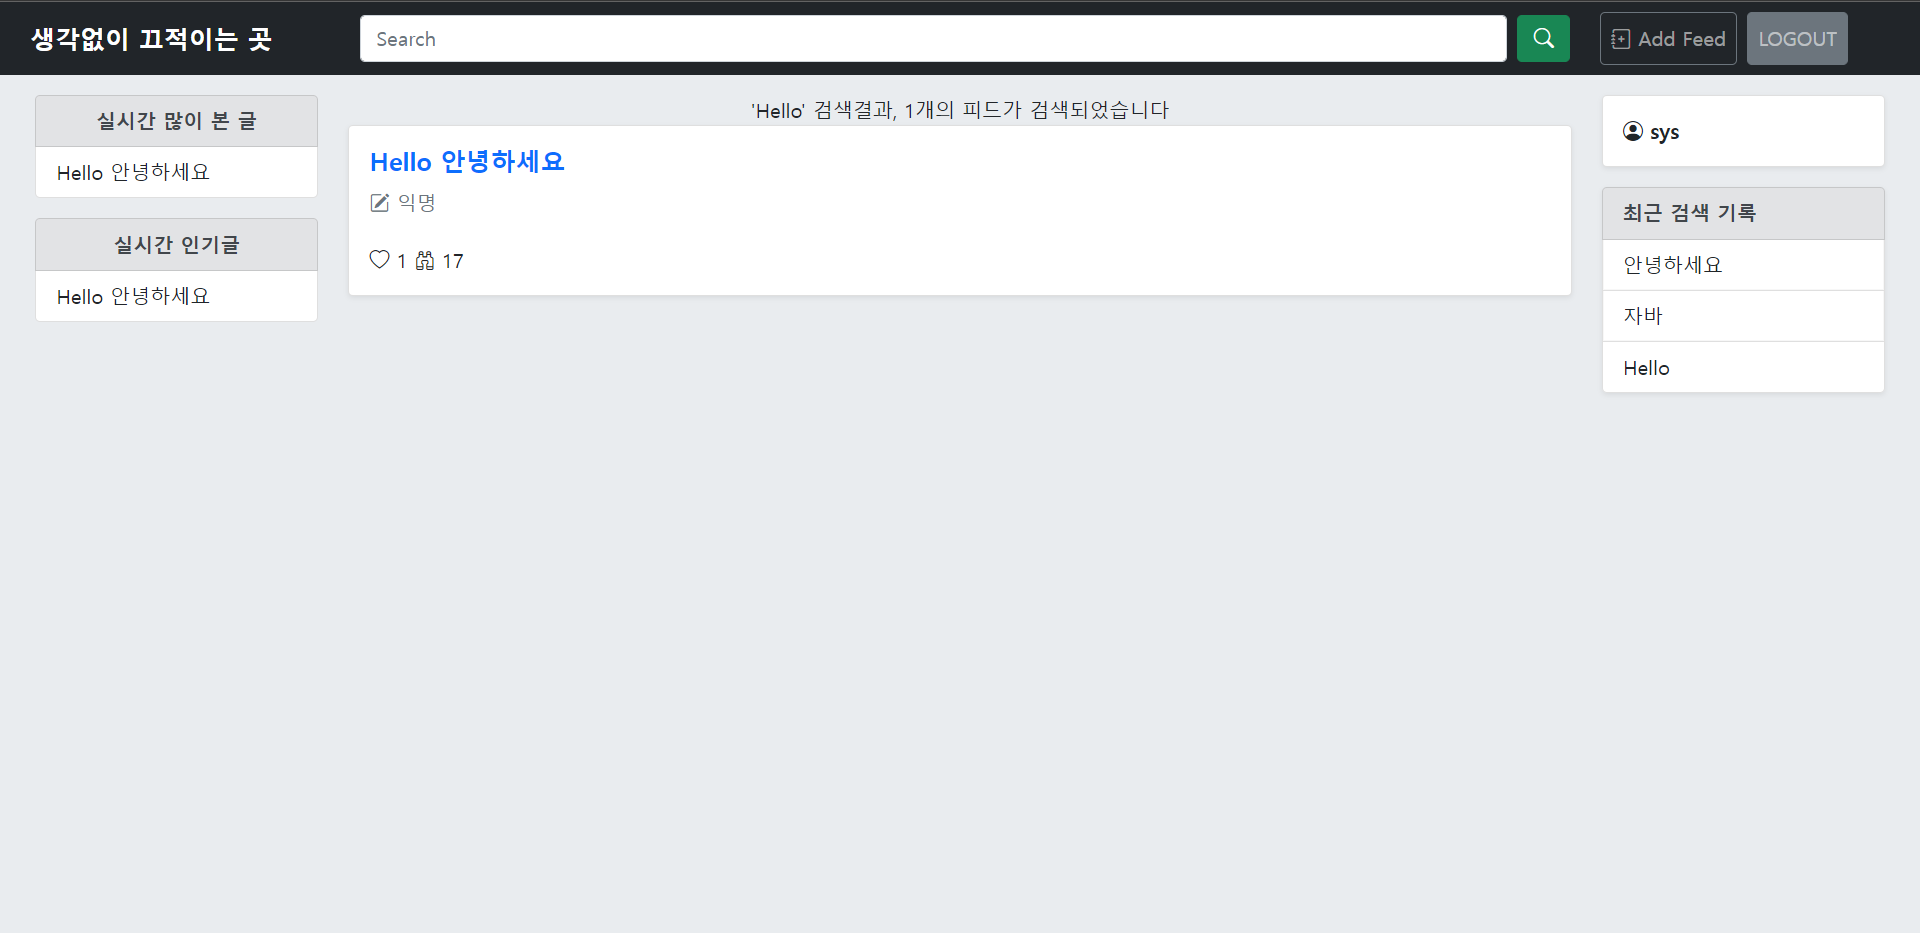 생각없이 끄적이는 곳
Search
Add Feed
LOGOUT
실시간 많이 본 글
Hello 안녕하세요
실시간 인기글
Hello 안녕하세요
'Hello' 검색결과, 1개의 피드가 검색되었습니다
Hello 안녕하세요
익명
1 17
sys
최근 검색 기록
안녕하세요
자바
Hello